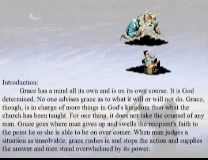 Introduction:
Grace has a mind all its own and is on its own course. It is God
determined. No one advises grace as to what it will or will not do. Grace,
though, is in charge of more things in God's kingdom than what the
church has been taught. For one thing, it does not take the counsel of any
man. Grace goes where man gives up and swells the recipient's faith to
the point he or she is able to be on over comer. When man judges a
situation as unsolvable, grace rushes in and stops the action and supplies
the answer and men stand overwhelmed by its power.